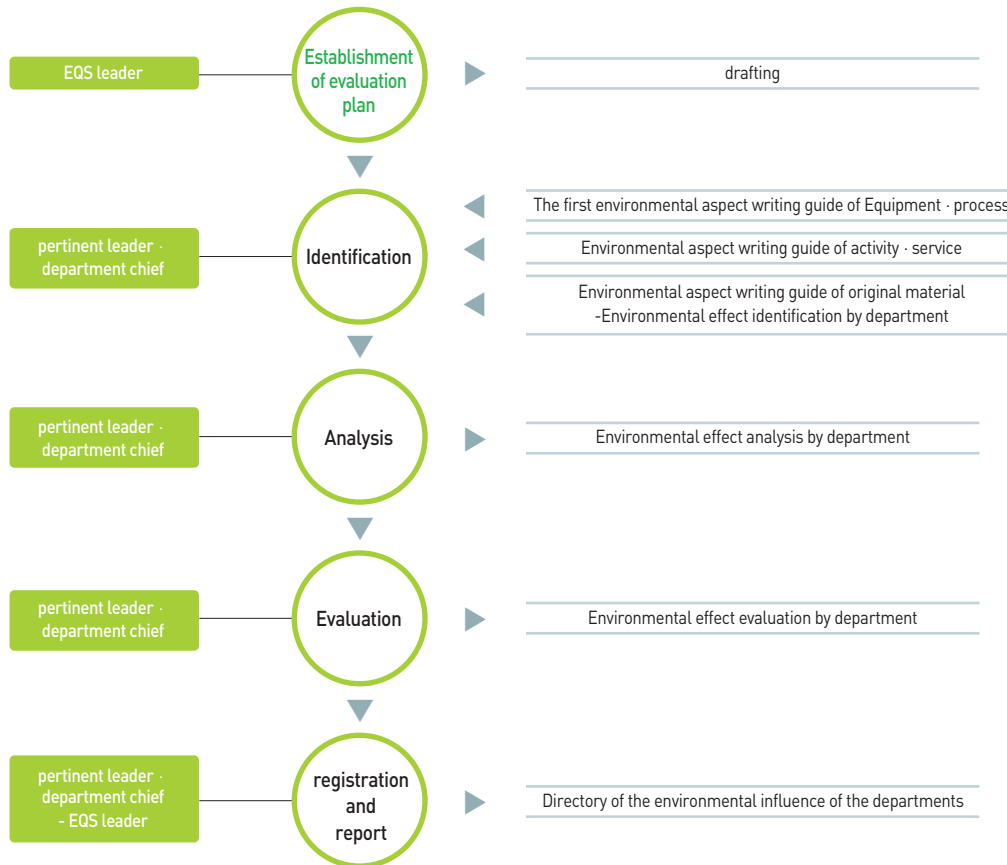 EQS leader
Establishment
of evaluation
plan
drafting
pertinent leader ·
department chief
Identification
The first environmental aspect writing guide of Equipment · process
Environmental aspect writing guide of activity · service
Environmental aspect writing guide of original material
-Environmental effect identification by department
pertinent leader ·
department chief
Analysis
Environmental effect analysis by department
pertinent leader ·
department chief
Evaluation
Environmental effect evaluation by department
pertinent leader ·
department chief
- EQS leader
registration
and
report
Directory of the environmental influence of the departments